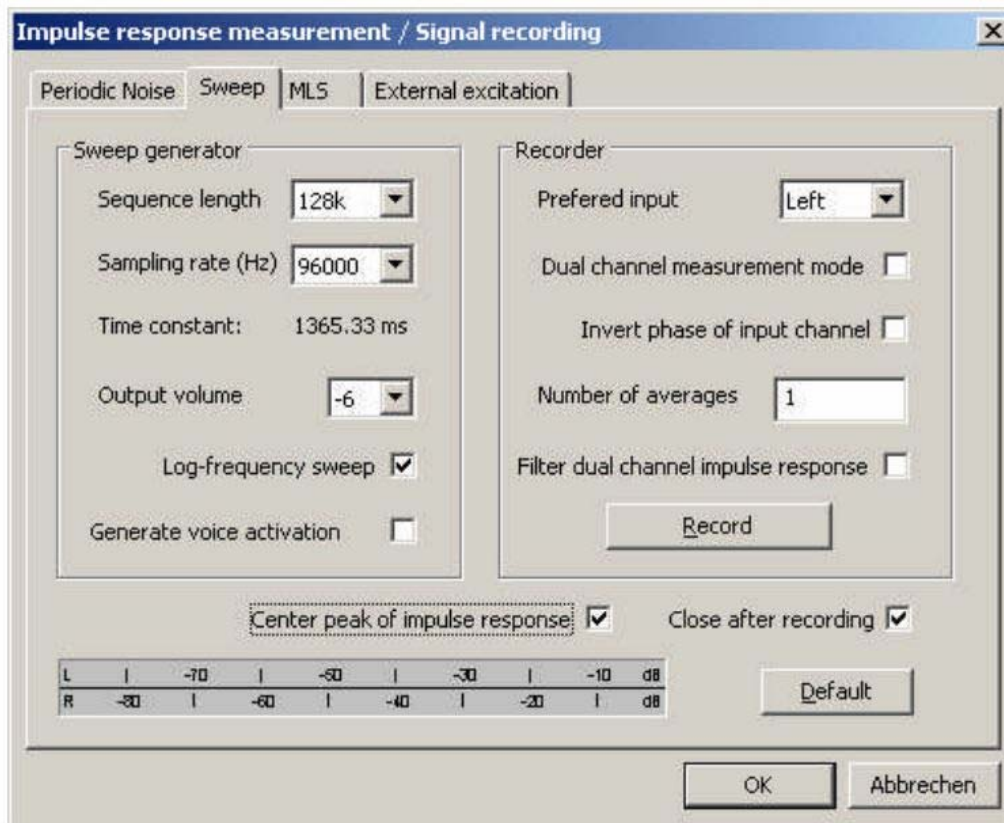 Impulse response measurement / Signal recording
Periodic Noise Sweep MLS External excitation
Sweep generator
Sequence length 128k
Sampling rate (Hz) 96000
Time constant: 1365.33 ms
Output volume -6
Log-frequency sweep
Generate voice activation
Recorder
Prefered input Left
Dual channel measurement mode
Invert phase of input channel
Number of averages 1
Filter dual channel impulse response
Record
Center peak of impulse response
Close after recording
L | -70 | -50 | -30 | -10 dB
R -80 | -60 | -40 | -20 | dB
Default
OK Abbrechen